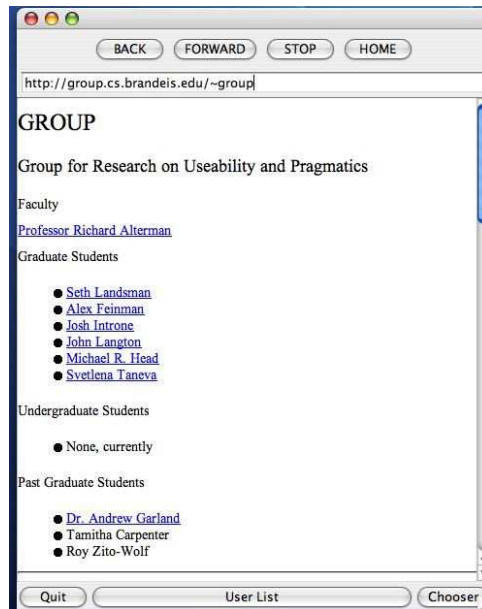 BACK FORWARD STOP HOME
http://group.cs.brandeis.edu/~group
GROUP
Group for Research on Useability and Pragmatics
Faculty
Professor Richard Alterman
Graduate Students
Seth Landsman
Alex Feinman
Josh Introne
John Langton
Michael R. Head
Svetlena Taneva
Undergraduate Students
None, currently
Past Graduate Students
Dr. Andrew Garland
Tamitha Carpenter
Roy Zito-Wolf
Quit User List Chooser